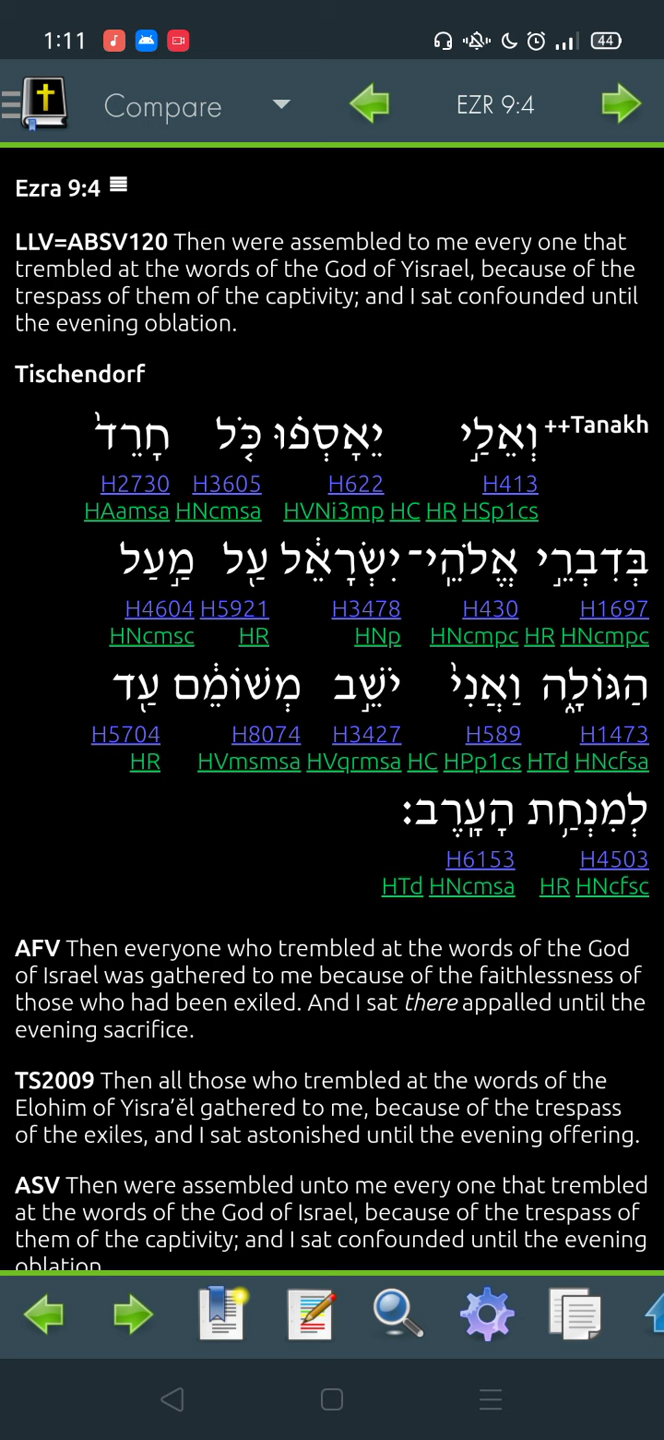 1:11
44
Compare
EZR 9:4
Ezra 9:4
LLV=ABSV120 Then were assembled to me every one that
trembled at the words of the God of Yisrael, because of the
trespass of them of the captivity; and I sat confounded until
the evening oblation.
Tischendorf
++Tanakh וְאֵלַ֣י יֵאָסְפ֗וּ כֹּ֤ל חָרֵד֙
H413 H622 H3605 H2730
HC HR HSp1cs HVNi3mp HNcmsa HAamsa
בְּדִבְרֵ֣י אֱלֹהֵֽי־ יִשְׂרָאֵ֔ל עַ֖ל מַ֣עַל
H1697 H430 H3478 H5921 H4604
HR HNcmpc HNcmpc HNp HR HNcmsc
הַגּוֹלָ֑ה וַאֲנִי֙ יֹשֵׁ֣ב מְשׁוֹמֵ֔ם עַ֖ד
H1473 H589 H3427 H8074 H5704
HTd HNcfsa HC HPp1cs HVqrmsa HVmsmsa HR
לְמִנְחַ֥ת הָעָֽרֶב׃
H4503 H6153
HR HNcfsc HTd HNcmsa
AFV Then everyone who trembled at the words of the God
of Israel was gathered to me because of the faithlessness of
those who had been exiled. And I sat there appalled until the
evening sacrifice.
TS2009 Then all those who trembled at the words of the
Elohim of Yisra’ĕl gathered to me, because of the trespass
of the exiles, and I sat astonished until the evening offering.
ASV Then were assembled unto me every one that trembled
at the words of the God of Israel, because of the trespass of
them of the captivity; and I sat confounded until the evening
oblation